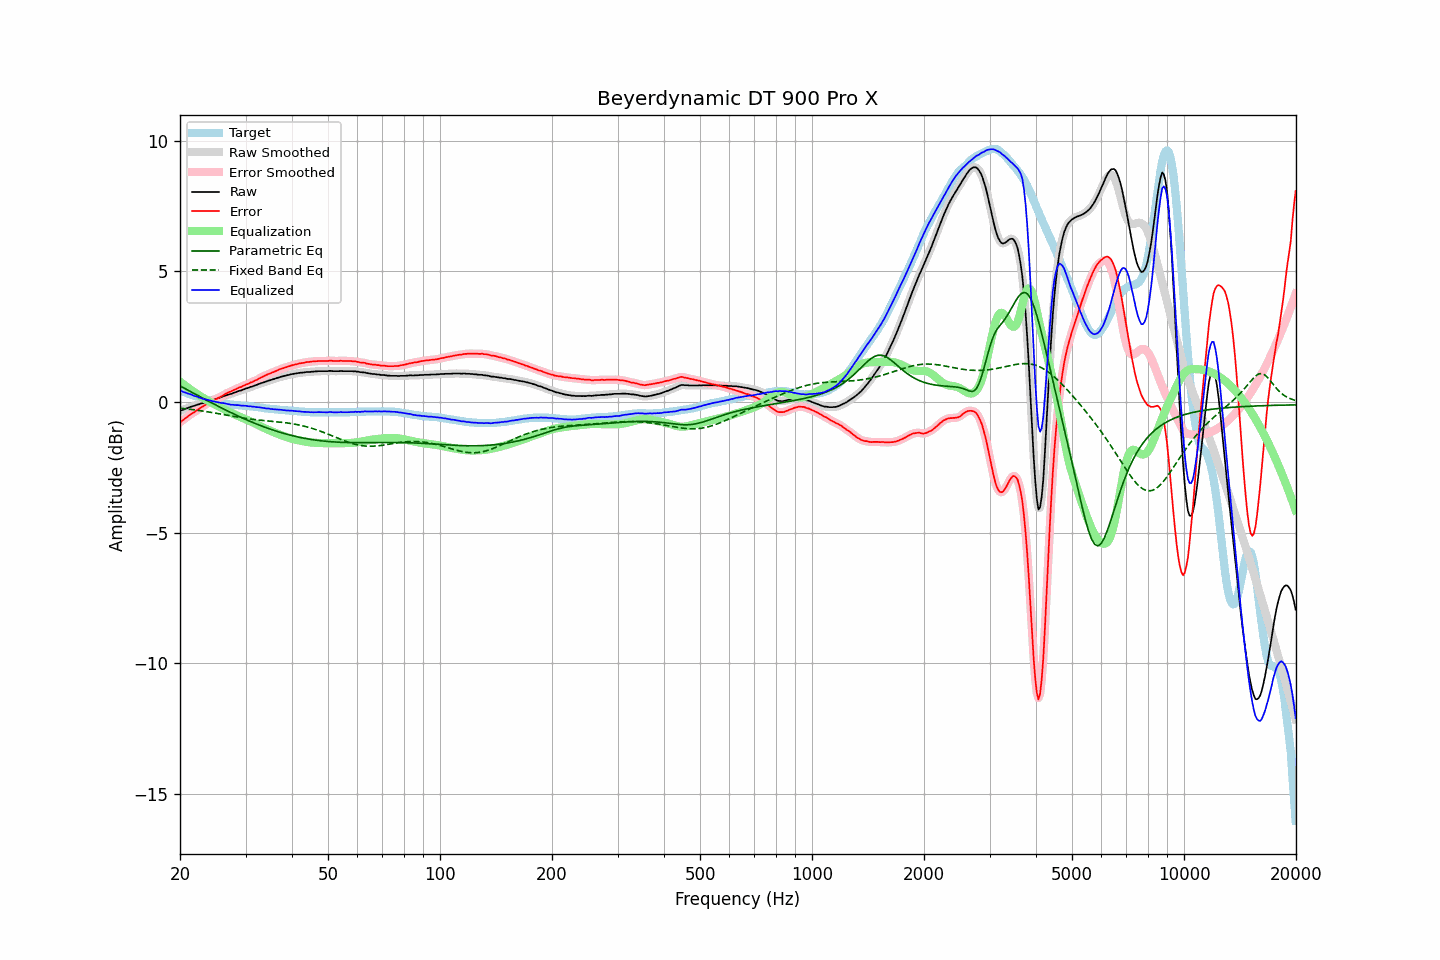 Beyerdynamic DT 900 Pro X
Target
Raw Smoothed
Error Smoothed
Raw
Error
Equalization
Parametric Eq
Fixed Band Eq
Equalized
Amplitude (dBr)
10
5
0
−5
−10
−15
20 50 100 200 500 1000 2000 5000 10000 20000
Frequency (Hz)